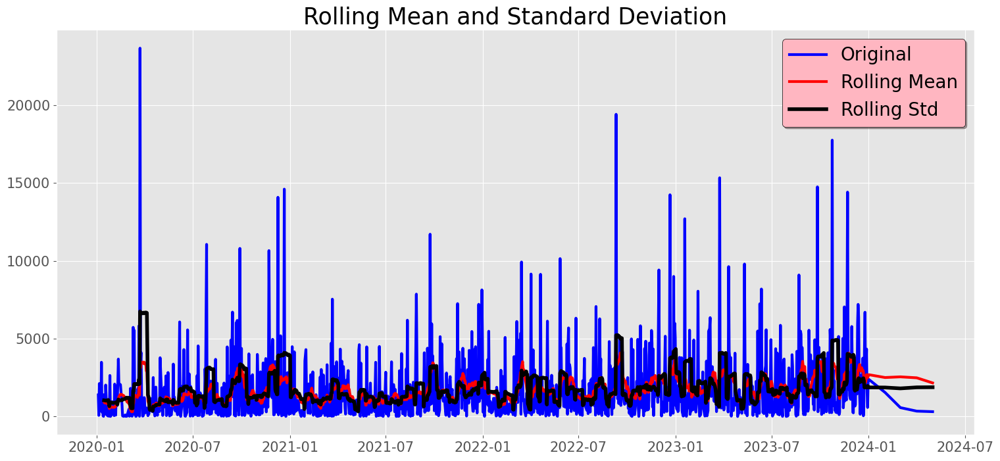 Rolling Mean and Standard Deviation
Original
Rolling Mean
Rolling Std
20000
15000
10000
5000
0
2020-01 2020-07 2021-01 2021-07 2022-01 2022-07 2023-01 2023-07 2024-01 2024-07